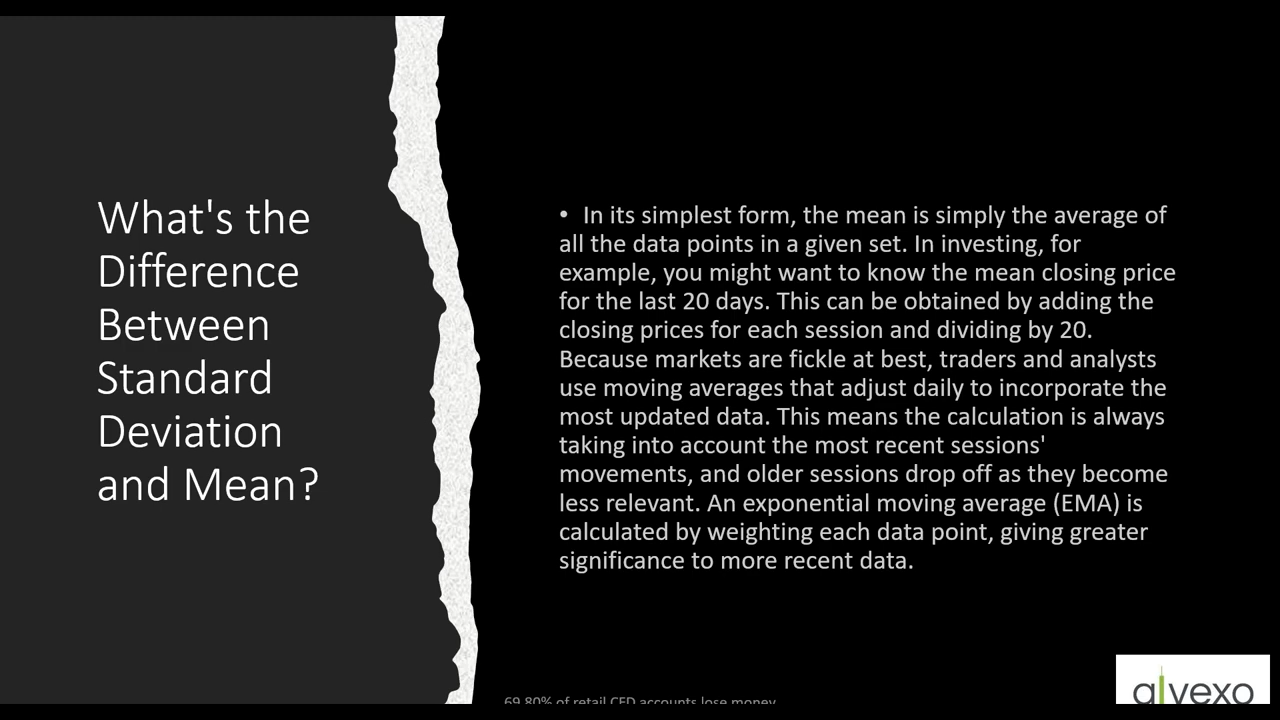 What's the
Difference
Between
Standard
Deviation
and Mean?
• In its simplest form, the mean is simply the average of
all the data points in a given set. In investing, for
example, you might want to know the mean closing price
for the last 20 days. This can be obtained by adding the
closing prices for each session and dividing by 20.
Because markets are fickle at best, traders and analysts
use moving averages that adjust daily to incorporate the
most updated data. This means the calculation is always
taking into account the most recent sessions'
movements, and older sessions drop off as they become
less relevant. An exponential moving average (EMA) is
calculated by weighting each data point, giving greater
significance to more recent data.
69.80% of retail CFD accounts lose money
alvexo